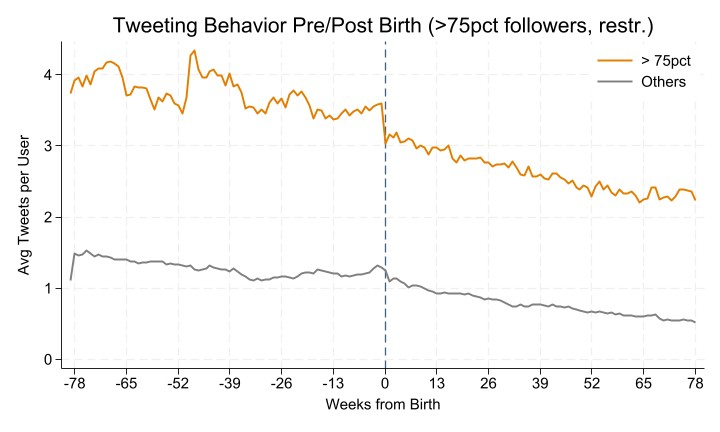 Tweeting Behavior Pre/Post Birth (>75pct followers, restr.)
> 75pct
Others
Avg Tweets per User
4
3
2
1
0
-78 -65 -52 -39 -26 -13 0 13 26 39 52 65 78
Weeks from Birth